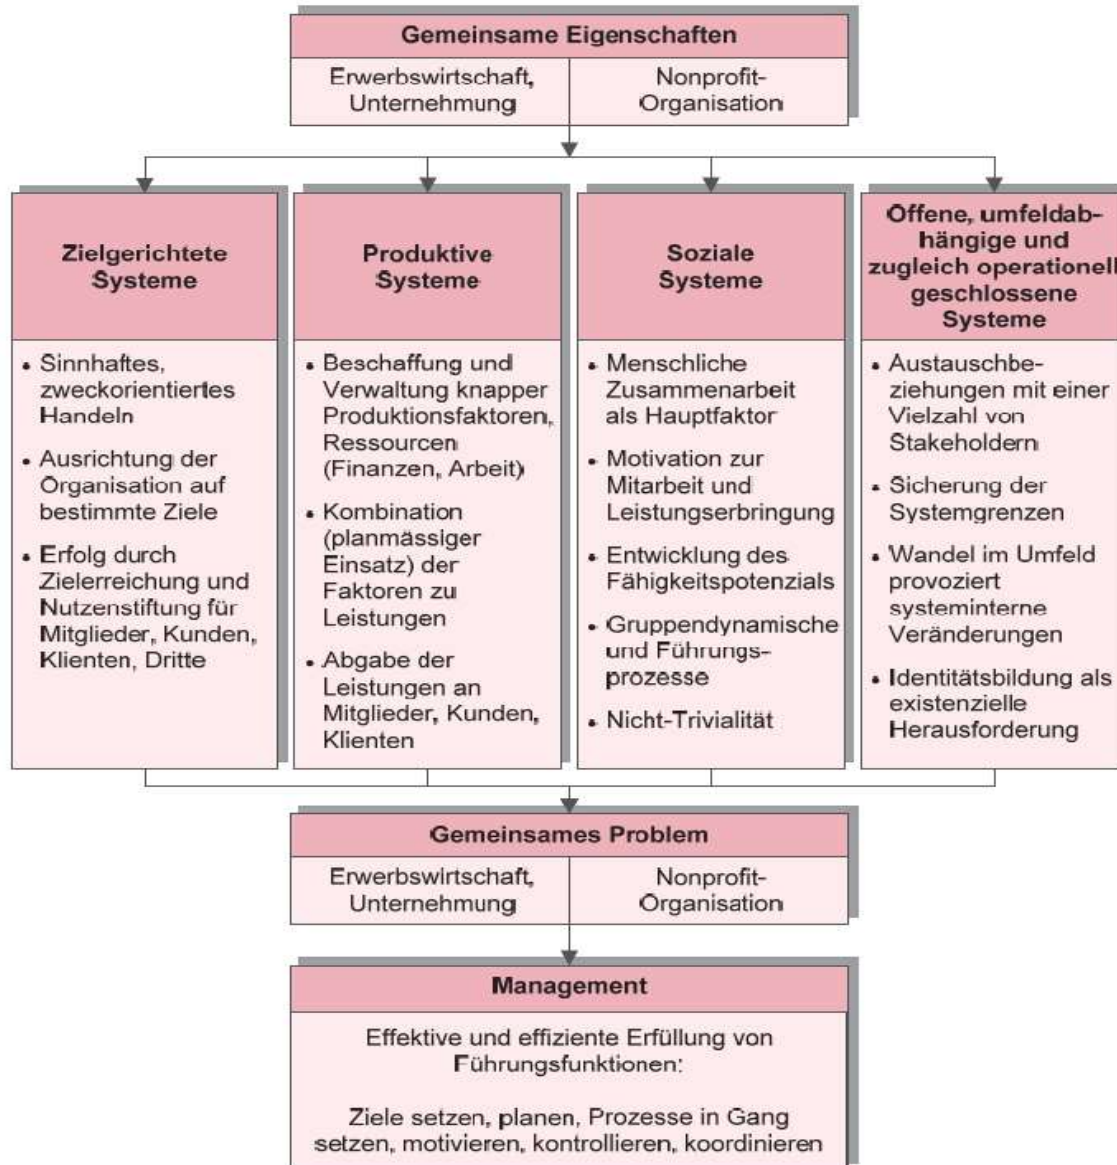 Gemeinsame Eigenschaften
Erwerbswirtschaft,
Unternehmung
Nonprofit-
Organisation
Zielgerichtete
Systeme
• Sinnhaftes,
zweckorientiertes
Handeln
• Ausrichtung der
Organisation auf
bestimmte Ziele
• Erfolg durch
Zielerreichung und
Nutzenstiftung für
Mitglieder, Kunden,
Klienten, Dritte
Produktive
Systeme
• Beschaffung und
Verwaltung knapper
Produktionsfaktoren,
Ressourcen
(Finanzen, Arbeit)
• Kombination
(planmässiger
Einsatz) der
Faktoren zu
Leistungen
• Abgabe der
Leistungen an
Mitglieder, Kunden,
Klienten
Soziale
Systeme
• Menschliche
Zusammenarbeit
als Hauptfaktor
• Motivation zur
Mitarbeit und
Leistungserbringung
• Entwicklung des
Fähigkeitspotenzials
• Gruppendynamische
und Führungs-
prozesse
• Nicht-Trivialität
Offene, umfeldab-
hängige und
zugleich operationell
geschlossene
Systeme
• Austauschbe-
ziehungen mit einer
Vielzahl von
Stakeholdern
• Sicherung der
Systemgrenzen
• Wandel im Umfeld
provoziert
systeminterne
Veränderungen
• Identitätsbildung als
existenzielle
Herausforderung
Gemeinsames Problem
Erwerbswirtschaft,
Unternehmung
Nonprofit-
Organisation
Management
Effektive und effiziente Erfüllung von
Führungsfunktionen:
Ziele setzen, planen, Prozesse in Gang
setzen, motivieren, kontrollieren, koordinieren